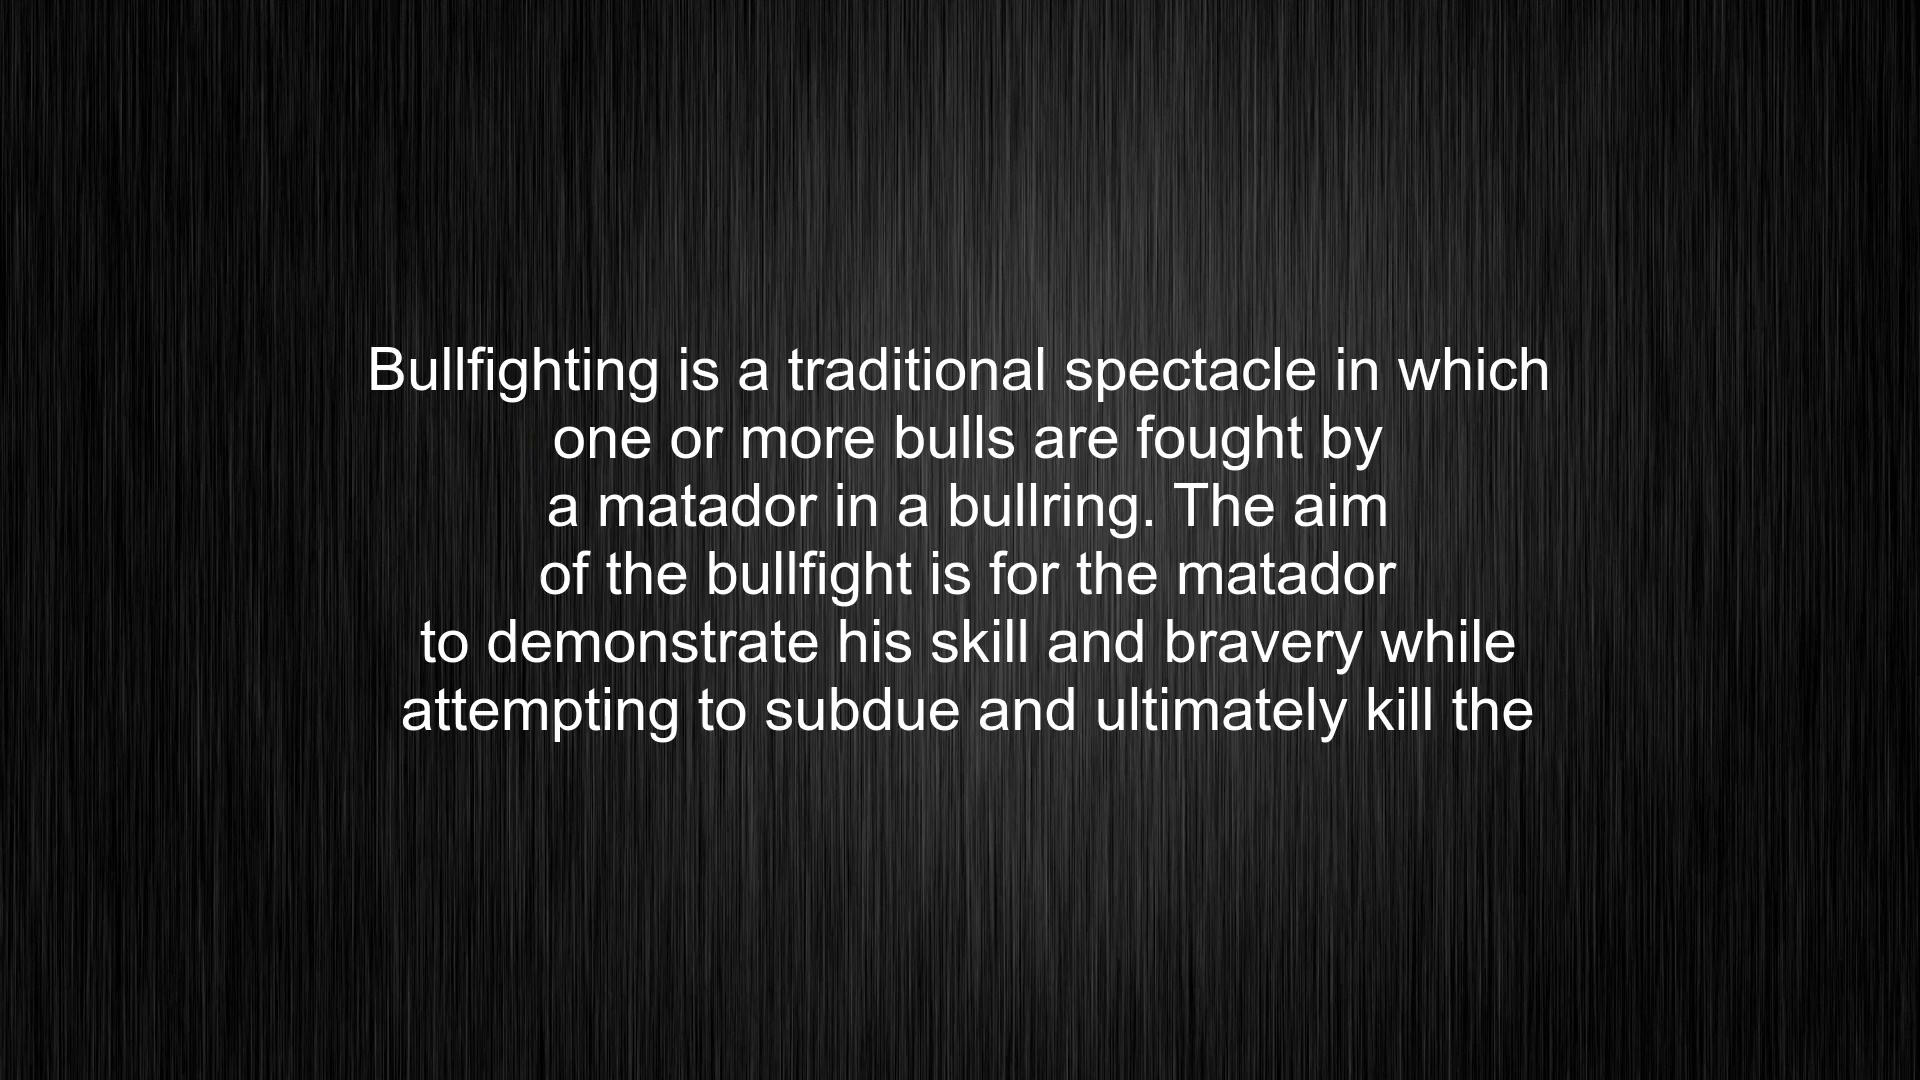 Bullfighting is a traditional spectacle in which
one or more bulls are fought by
a matador in a bullring. The aim
of the bullfight is for the matador
to demonstrate his skill and bravery while
attempting to subdue and ultimately kill the